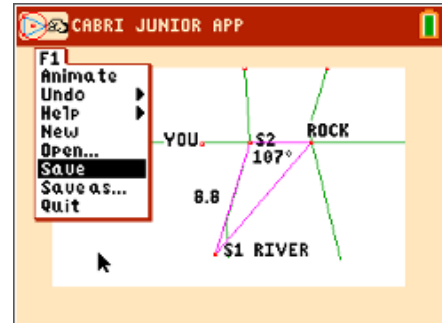 CABRI JUNIOR APP
F1
Animate
Undo
Help
New
Open...
Save
Save as...
Quit
YOU
S2
ROCK
107°
8.8
S1 RIVER